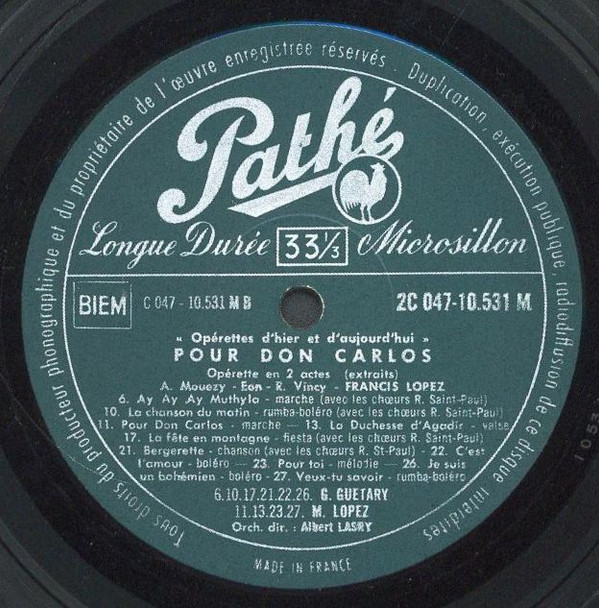 Tous droits du producteur phonographique et du propriétaire de l'œuvre enregistrée réservés - Duplication, exécution publique, radiodiffusion de ce disque interdites
Pathé
Longue Durée 33 1/3 Microsillon
BIEM C 047 - 10.531 M B 2C 047-10.531 M.
« Opérettes d'hier et d'aujourd'hui »
POUR DON CARLOS
Opérette en 2 actes (extraits)
A. Mouezy - Eon - R. Vincy - FRANCIS LOPEZ
6. Ay Ay Ay Muthyla - marche (avec les chœurs R. Saint-Paul)
10. La chanson du matin - rumba-boléro (avec les chœurs R. Saint-Paul)
11. Pour Don Carlos - marche — 13. La Duchesse d'Agadir - valse
17. La fête en montagne - fiesta (avec les chœurs R. Saint-Paul)
21. Bergerette - chanson (avec les chœurs R. St-Paul) - 22. C'est
l'amour - boléro — 23. Pour toi - mélodie — 26. Je suis
un bohémien - boléro - 27. Veux-tu savoir - rumba-boléro
6.10.17.21.22.26. G. GUETARY
11.13.23.27. M. LOPEZ
Orch. dir. : Albert LASRY
MADE IN FRANCE